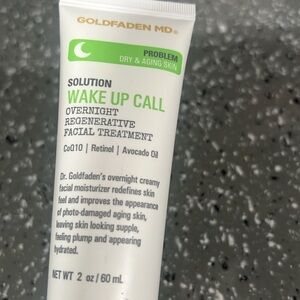 GOLDFADEN MD®
PROBLEM
DRY & AGING SKIN
SOLUTION
WAKE UP CALL
OVERNIGHT
REGENERATIVE
FACIAL TREATMENT
CoQ10 | Retinol | Avocado Oil
Dr. Goldfaden's overnight creamy
facial moisturizer redefines skin
feel and improves the appearance
of photo-damaged aging skin,
leaving skin looking supple,
feeling plump and appearing
hydrated.
NET WT 2 oz/60 mL